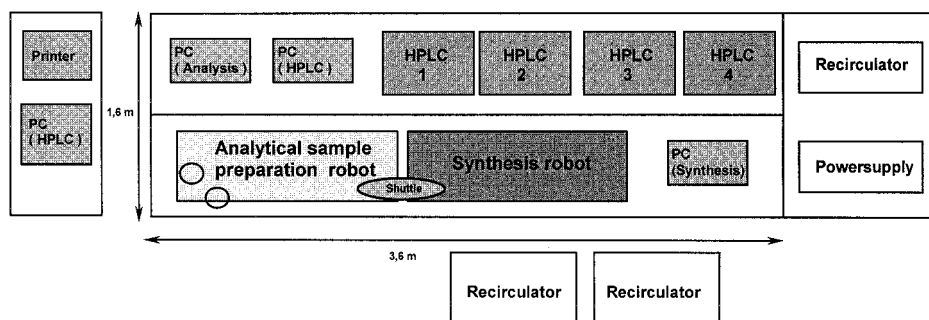 Printer
PC
( HPLC )
1,6 m
PC
( Analysis )
PC
( HPLC )
HPLC
1
HPLC
2
HPLC
3
HPLC
4
Recirculator
Analytical sample
preparation robot
Shuttle
Synthesis robot
PC
(Synthesis)
Powersupply
3,6 m
Recirculator
Recirculator